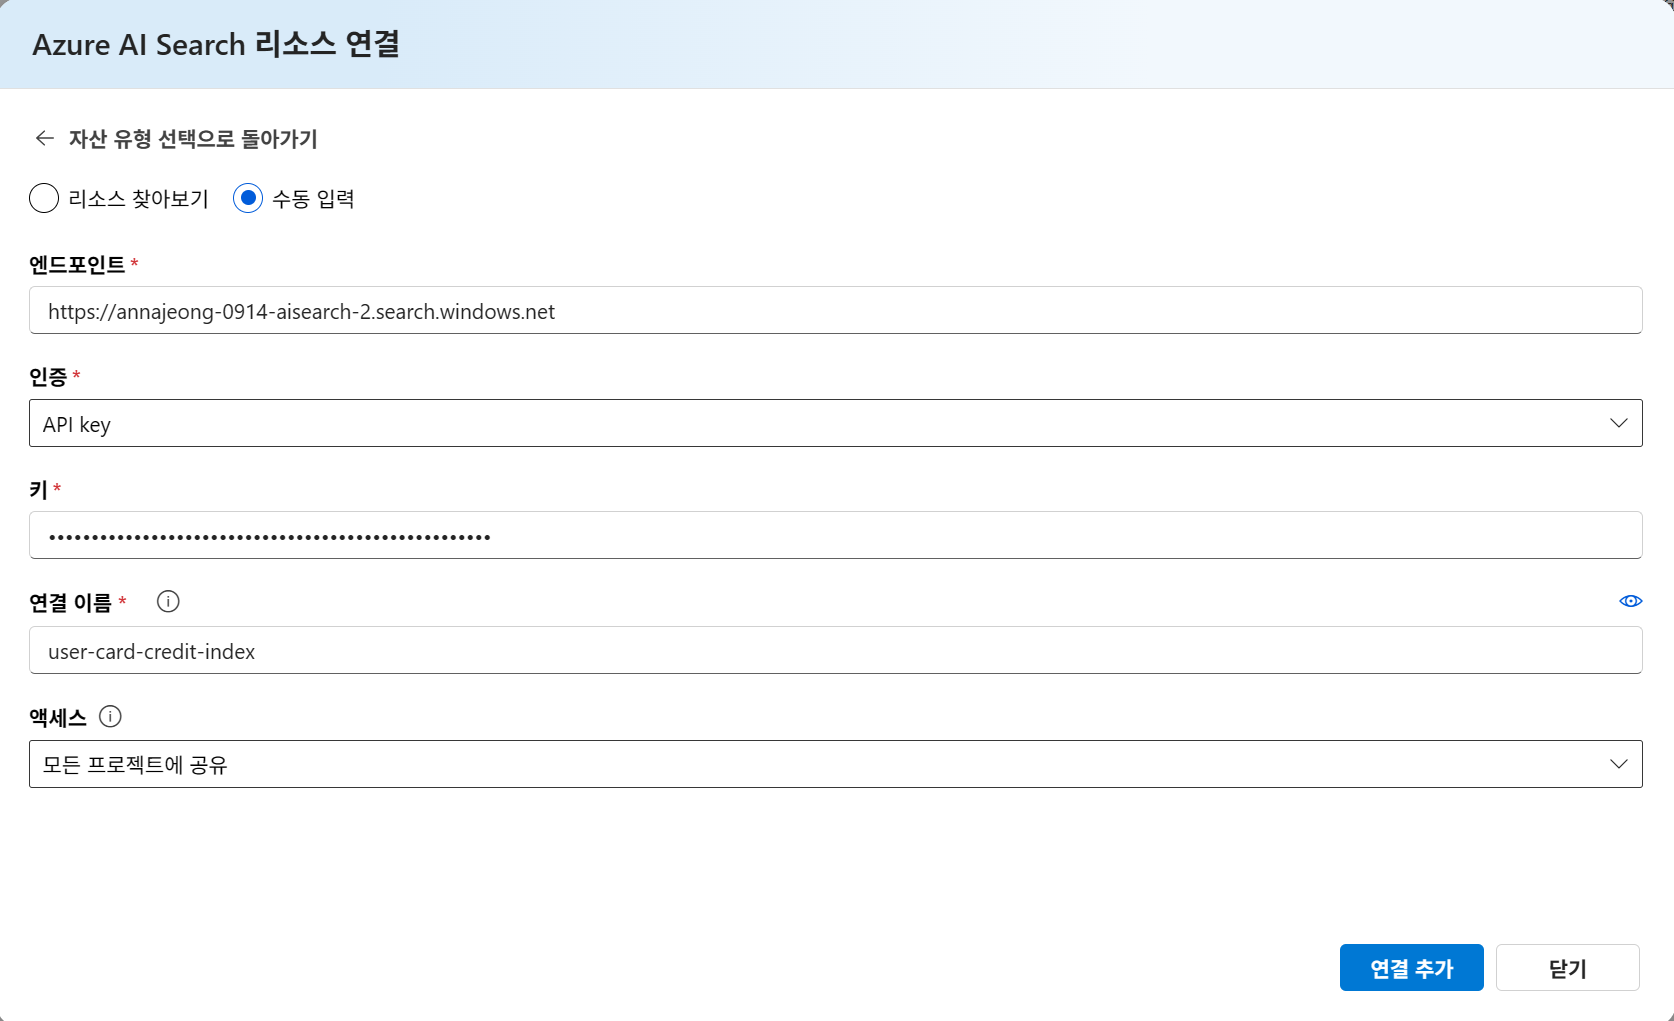 Azure AI Search 리소스 연결
← 자산 유형 선택으로 돌아가기
리소스 찾아보기 수동 입력
엔드포인트 *
https://annajeong-0914-aisearch-2.search.windows.net
인증 *
API key
키 *
•••••••••••••••••••••••••••••••••••••••••••••••••••• 
연결 이름 *
user-card-credit-index
액세스
모든 프로젝트에 공유
연결 추가 닫기